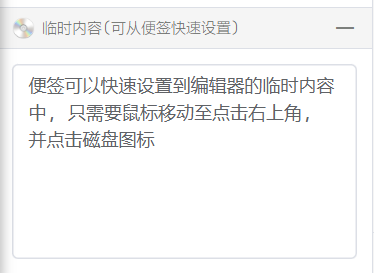 临时内容(可从便签快速设置)
便签可以快速设置到编辑器的临时内容
中，只需要鼠标移动至点击右上角，
并点击磁盘图标